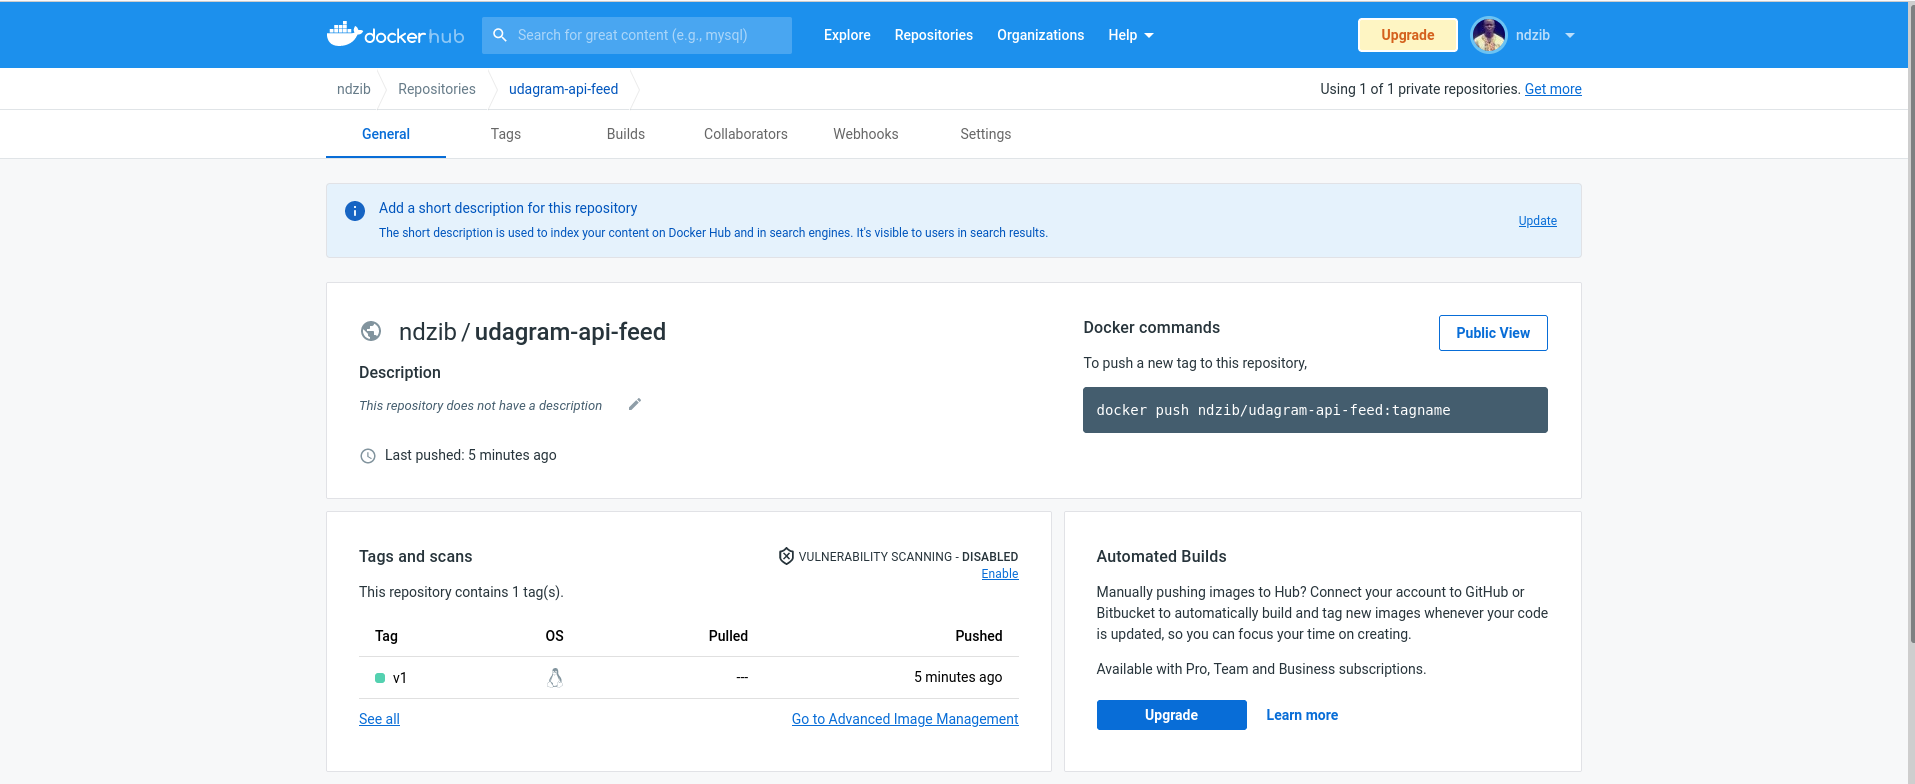 docker hub
Search for great content (e.g., mysql)
Explore
Repositories
Organizations
Help
Upgrade
ndzib
ndzib
Repositories
udagram-api-feed
Using 1 of 1 private repositories. Get more
General
Tags
Builds
Collaborators
Webhooks
Settings
Add a short description for this repository
The short description is used to index your content on Docker Hub and in search engines. It's visible to users in search results.
Update
ndzib / udagram-api-feed
Description
This repository does not have a description
Last pushed: 5 minutes ago
Docker commands
Public View
To push a new tag to this repository,
docker push ndzib/udagram-api-feed:tagname
Tags and scans
VULNERABILITY SCANNING - DISABLED
Enable
This repository contains 1 tag(s).
Tag OS Pulled Pushed
v1 --- 5 minutes ago
See all
Go to Advanced Image Management
Automated Builds
Manually pushing images to Hub? Connect your account to GitHub or
Bitbucket to automatically build and tag new images whenever your code
is updated, so you can focus your time on creating.
Available with Pro, Team and Business subscriptions.
Upgrade
Learn more